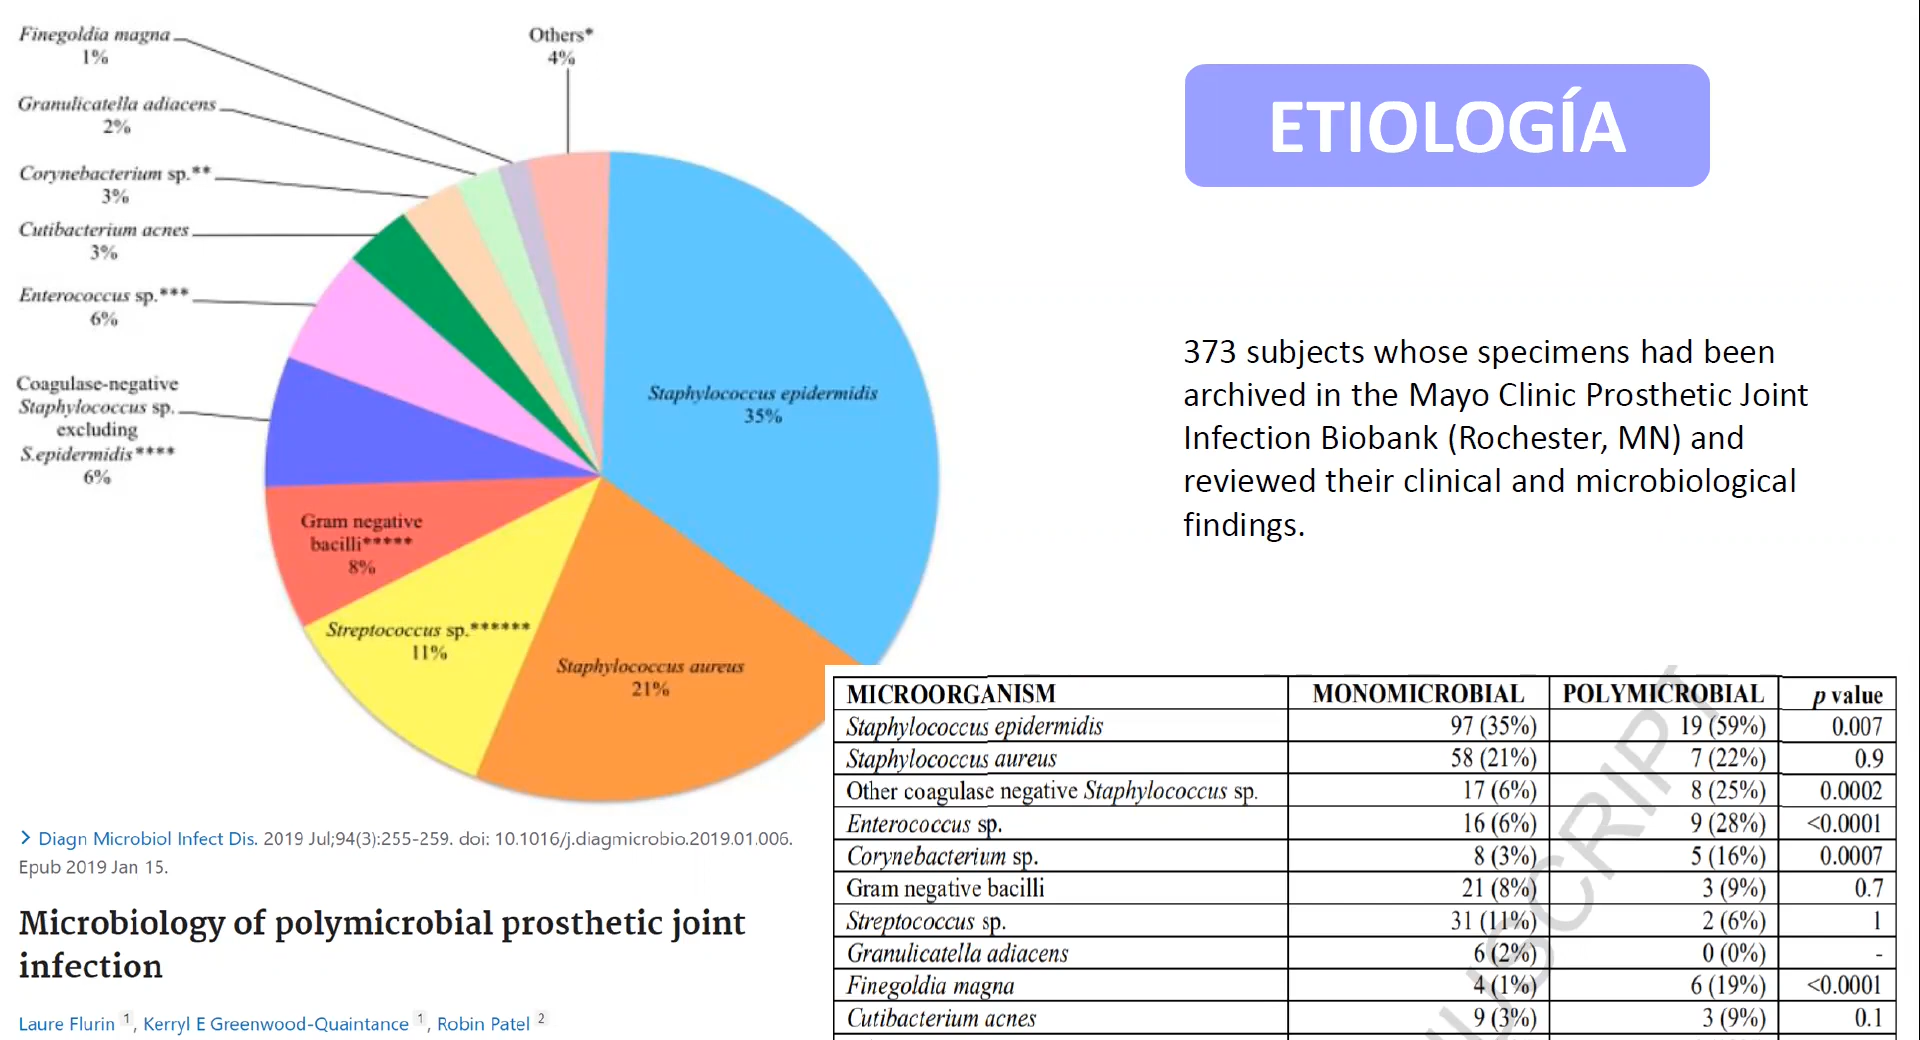 Finegoldia magna
1%
Others*
4%
Granulicatella adiacens
2%
Corynebacterium sp.**
3%
Cutibacterium acnes
3%
Enterococcus sp.***
6%
Coagulase-negative
Staphylococcus sp.
excluding
S.epidermidis****
6%
Gram negative
bacilli*****
8%
Streptococcus sp.******
11%
Staphylococcus aureus
21%
Staphylococcus epidermidis
35%
ETIOLOGÍA
373 subjects whose specimens had been
archived in the Mayo Clinic Prosthetic Joint
Infection Biobank (Rochester, MN) and
reviewed their clinical and microbiological
findings.
MICROORGANISM MONOMICROBIAL POLYMICROBIAL p value
Staphylococcus epidermidis 97 (35%) 19 (59%) 0.007
Staphylococcus aureus 58 (21%) 7 (22%) 0.9
Other coagulase negative Staphylococcus sp. 17 (6%) 8 (25%) 0.0002
Enterococcus sp. 16 (6%) 9 (28%) <0.0001
Corynebacterium sp. 8 (3%) 5 (16%) 0.0007
Gram negative bacilli 21 (8%) 3 (9%) 0.7
Streptococcus sp. 31 (11%) 2 (6%) 1
Granulicatella adiacens 6 (2%) 0 (0%) -
Finegoldia magna 4 (1%) 6 (19%) <0.0001
Cutibacterium acnes 9 (3%) 3 (9%) 0.1
> Diagn Microbiol Infect Dis. 2019 Jul;94(3):255-259. doi: 10.1016/j.diagmicrobio.2019.01.006.
Epub 2019 Jan 15.
Microbiology of polymicrobial prosthetic joint
infection
Laure Flurin 1, Kerryl E Greenwood-Quaintance 1, Robin Patel 2